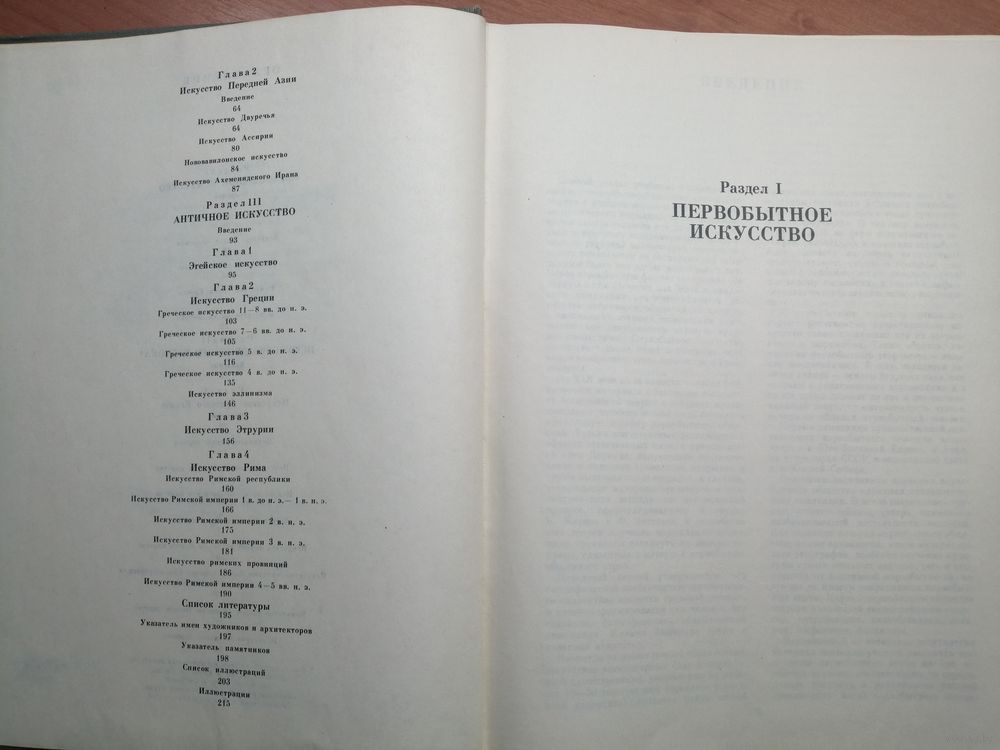 Глава 2
Искусство Передней Азии
Введение
64
Искусство Двуречья
64
Искусство Ассирии
80
Нововавилонское искусство
84
Искусство Ахеменидского Ирана
87
Раздел III
АНТИЧНОЕ ИСКУССТВО
Введение
93
Глава 1
Эгейское искусство
95
Глава 2
Искусство Греции
Греческое искусство 11—8 вв. до н. э.
103
Греческое искусство 7—6 вв. до н. э.
105
Греческое искусство 5 в. до н. э.
116
Греческое искусство 4 в. до н. э.
135
Искусство эллинизма
146
Глава 3
Искусство Этрурии
156
Глава 4
Искусство Рима
Искусство Римской республики
160
Искусство Римской империи 1 в. до н. э.— 1 в. н. э.
166
Искусство Римской империи 2 в. н. э.
175
Искусство Римской империи 3 в. н. э.
181
Искусство римских провинций
186
Искусство Римской империи 4—5 вв. н. э.
190
Список литературы
195
Указатель имен художников и архитекторов
197
Указатель памятников
198
Список иллюстраций
203
Иллюстрации
215
Раздел I
ПЕРВОБЫТНОЕ
ИСКУССТВО